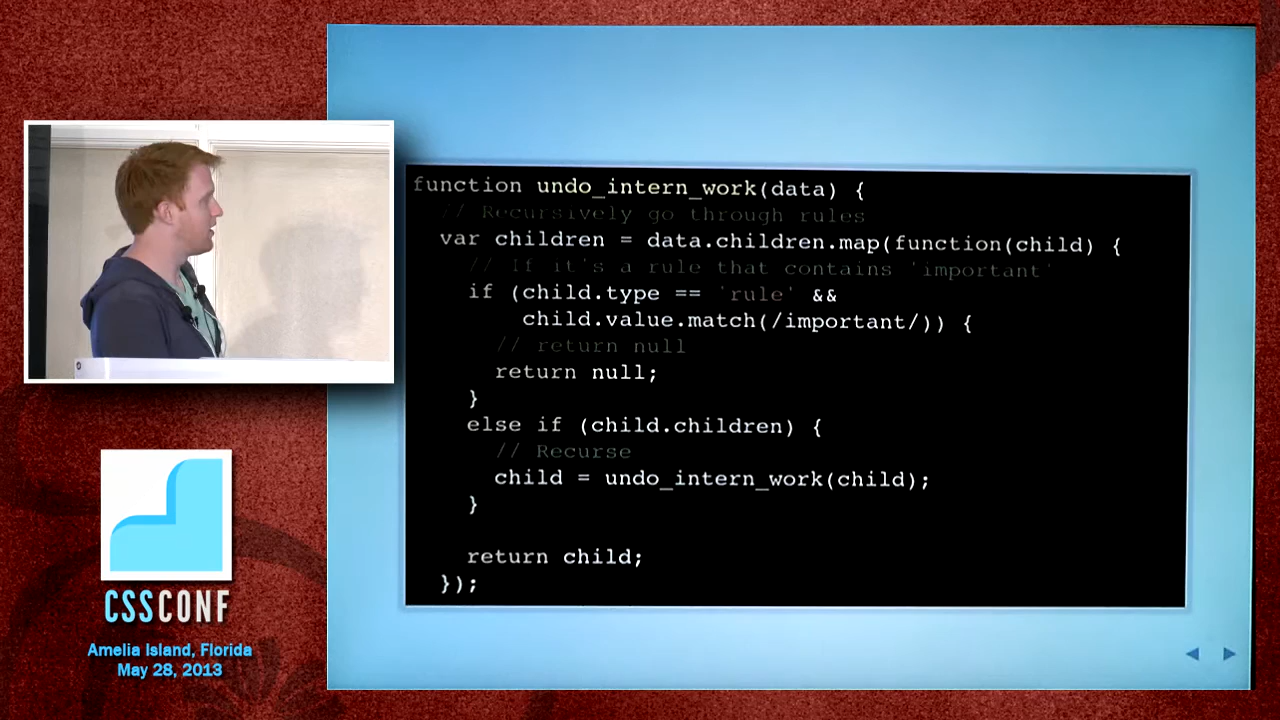 function undo_intern_work(data) {
// Recursively go through rules
var children = data.children.map(function(child) {
// If it's a rule that contains 'important'
if (child.type == 'rule' &&
child.value.match(/important/)) {
// return null
return null;
}
else if (child.children) {
// Recurse
child = undo_intern_work(child);
}
return child;
});
CSSCONF
Amelia Island, Florida
May 28, 2013